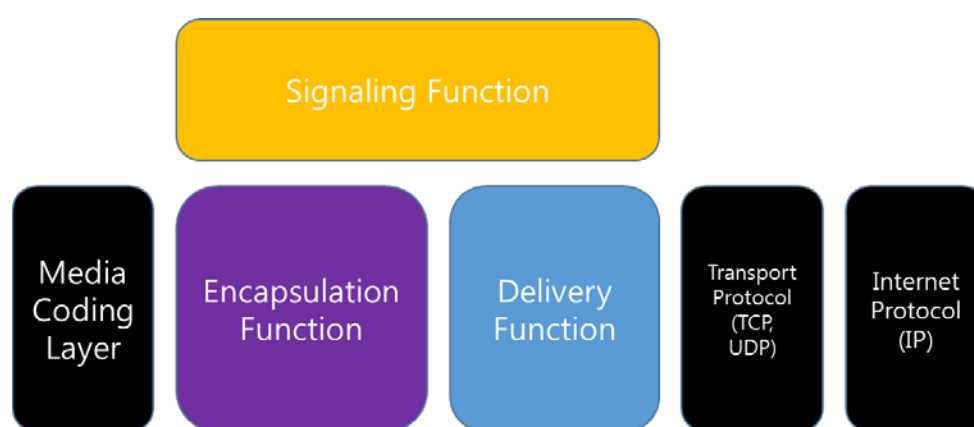 Signaling Function
Media
Coding
Layer
Encapsulation
Function
Delivery
Function
Transport
Protocol
(TCP,
UDP)
Internet
Protocol
(IP)